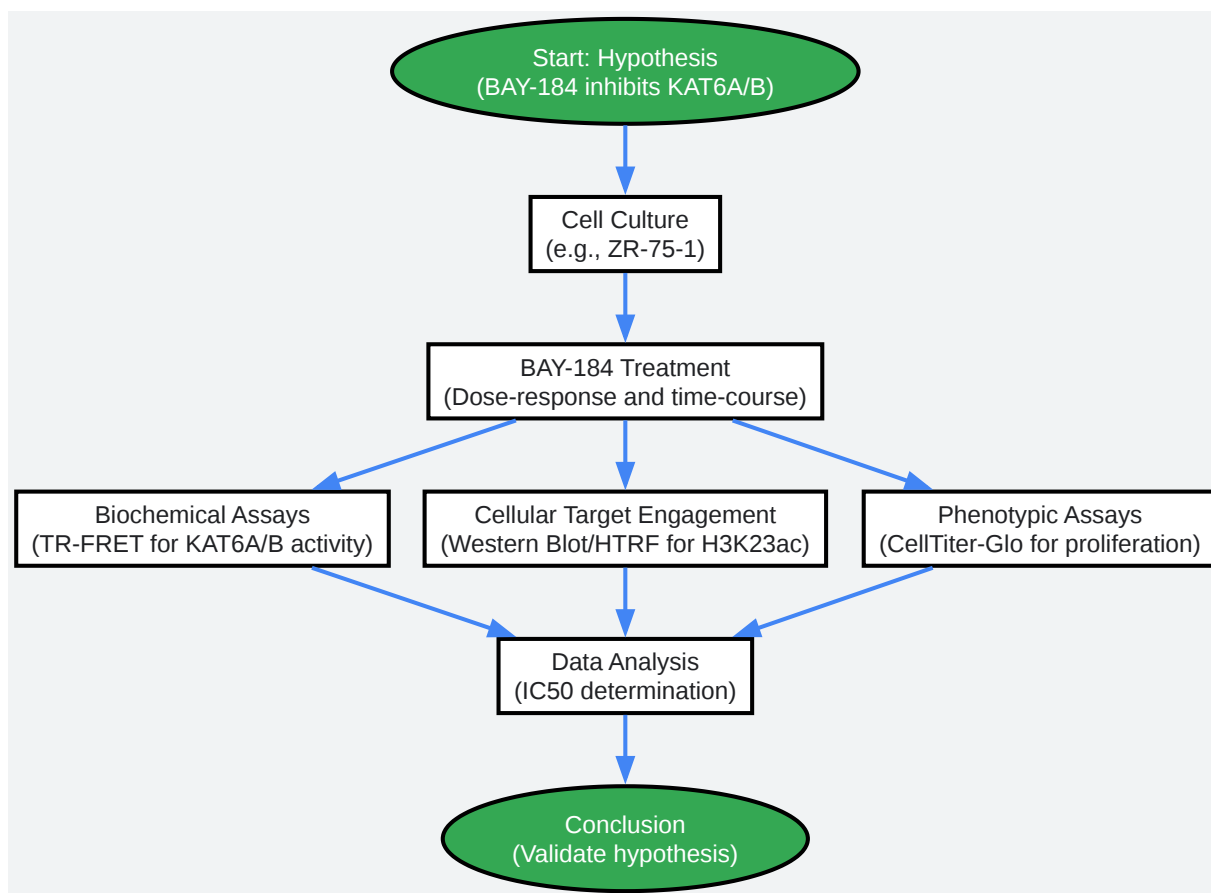 Start: Hypothesis
(BAY-184 inhibits KAT6A/B)
Cell Culture
(e.g., ZR-75-1)
BAY-184 Treatment
(Dose-response and time-course)
Biochemical Assays
(TR-FRET for KAT6A/B activity)
Cellular Target Engagement
(Western Blot/HTRF for H3K23ac)
Phenotypic Assays
(CellTiter-Glo for proliferation)
Data Analysis
(IC50 determination)
Conclusion
(Validate hypothesis)